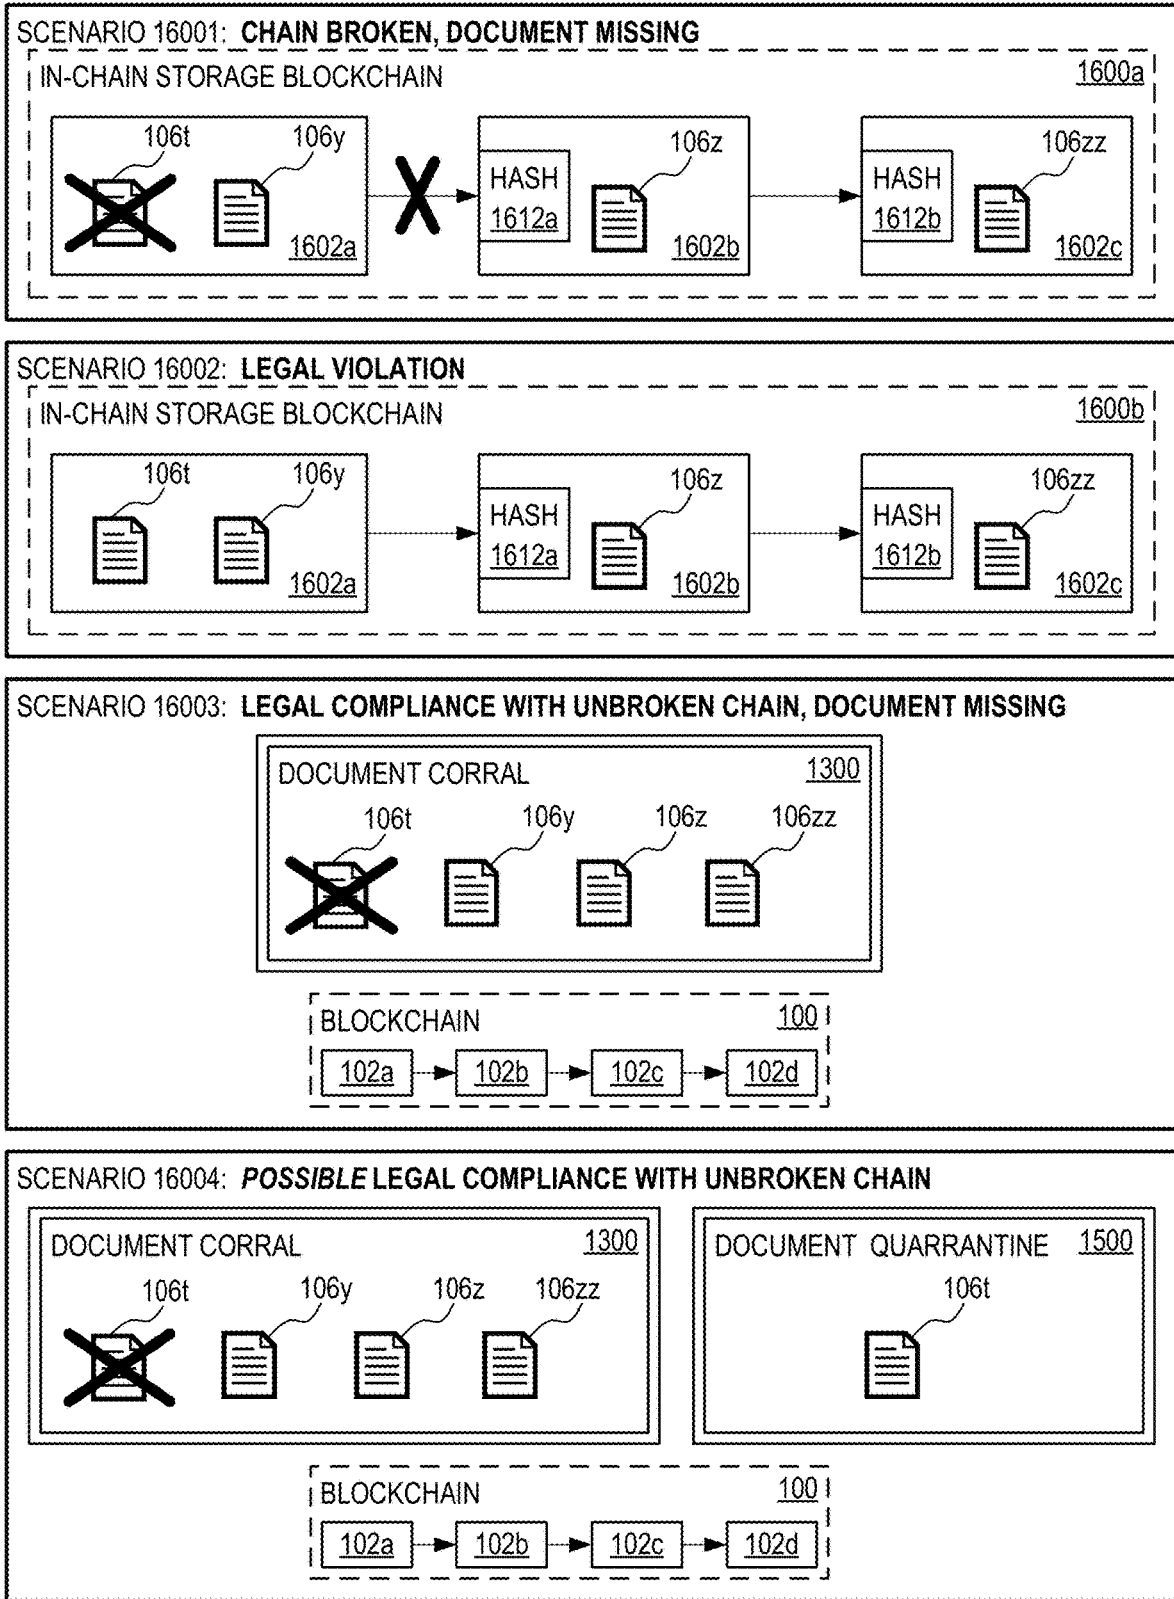 SCENARIO 16001: CHAIN BROKEN, DOCUMENT MISSING
IN-CHAIN STORAGE BLOCKCHAIN 1600a
106t 106y 106z 106zz
HASH HASH
1612a 1612b
1602a 1602b 1602c
SCENARIO 16002: LEGAL VIOLATION
IN-CHAIN STORAGE BLOCKCHAIN 1600b
106t 106y 106z 106zz
HASH HASH
1612a 1612b
1602a 1602b 1602c
SCENARIO 16003: LEGAL COMPLIANCE WITH UNBROKEN CHAIN, DOCUMENT MISSING
DOCUMENT CORRAL 1300
106t 106y 106z 106zz
BLOCKCHAIN 100
102a 102b 102c 102d
SCENARIO 16004: POSSIBLE LEGAL COMPLIANCE WITH UNBROKEN CHAIN
DOCUMENT CORRAL 1300 DOCUMENT QUARRANTINE 1500
106t 106y 106z 106zz 106t
BLOCKCHAIN 100
102a 102b 102c 102d